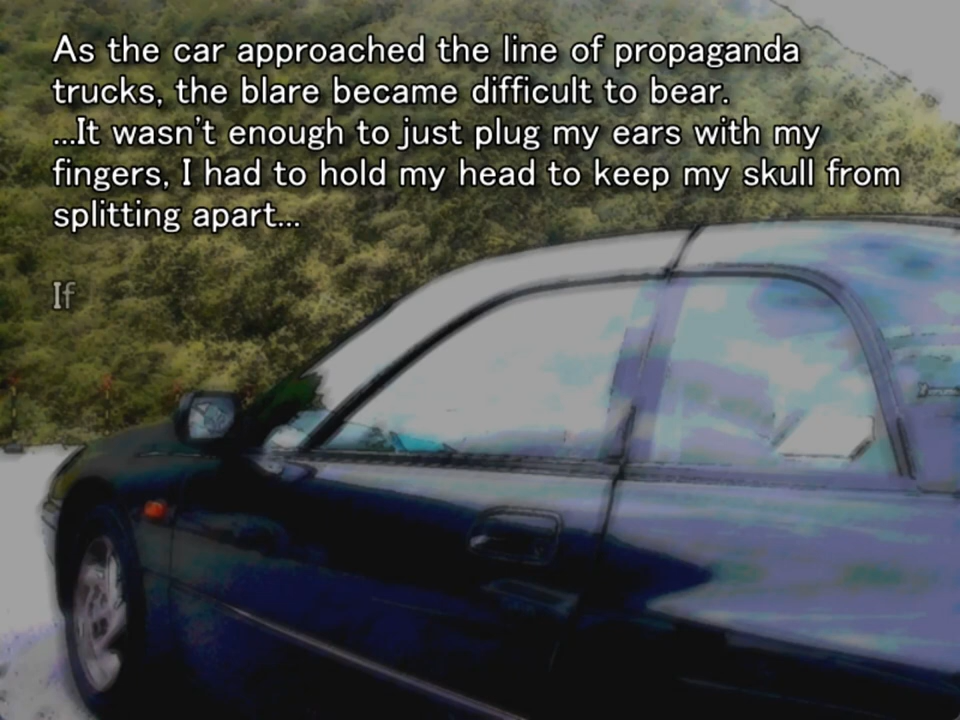 As the car approached the line of propaganda
trucks, the blare became difficult to bear.
...It wasn't enough to just plug my ears with my
fingers, I had to hold my head to keep my skull from
splitting apart...
If